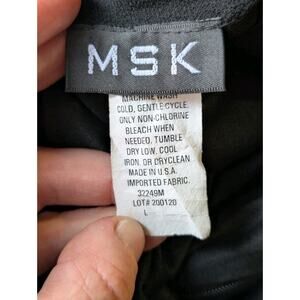 MSK
MACHINE WASH
COLD, GENTLE CYCLE.
ONLY NON-CHLORINE
BLEACH WHEN
NEEDED, TUMBLE
DRY LOW, COOL
IRON, OR DRYCLEAN
MADE IN U.S.A.
IMPORTED FABRIC.
32249M
LOT# 200120
L